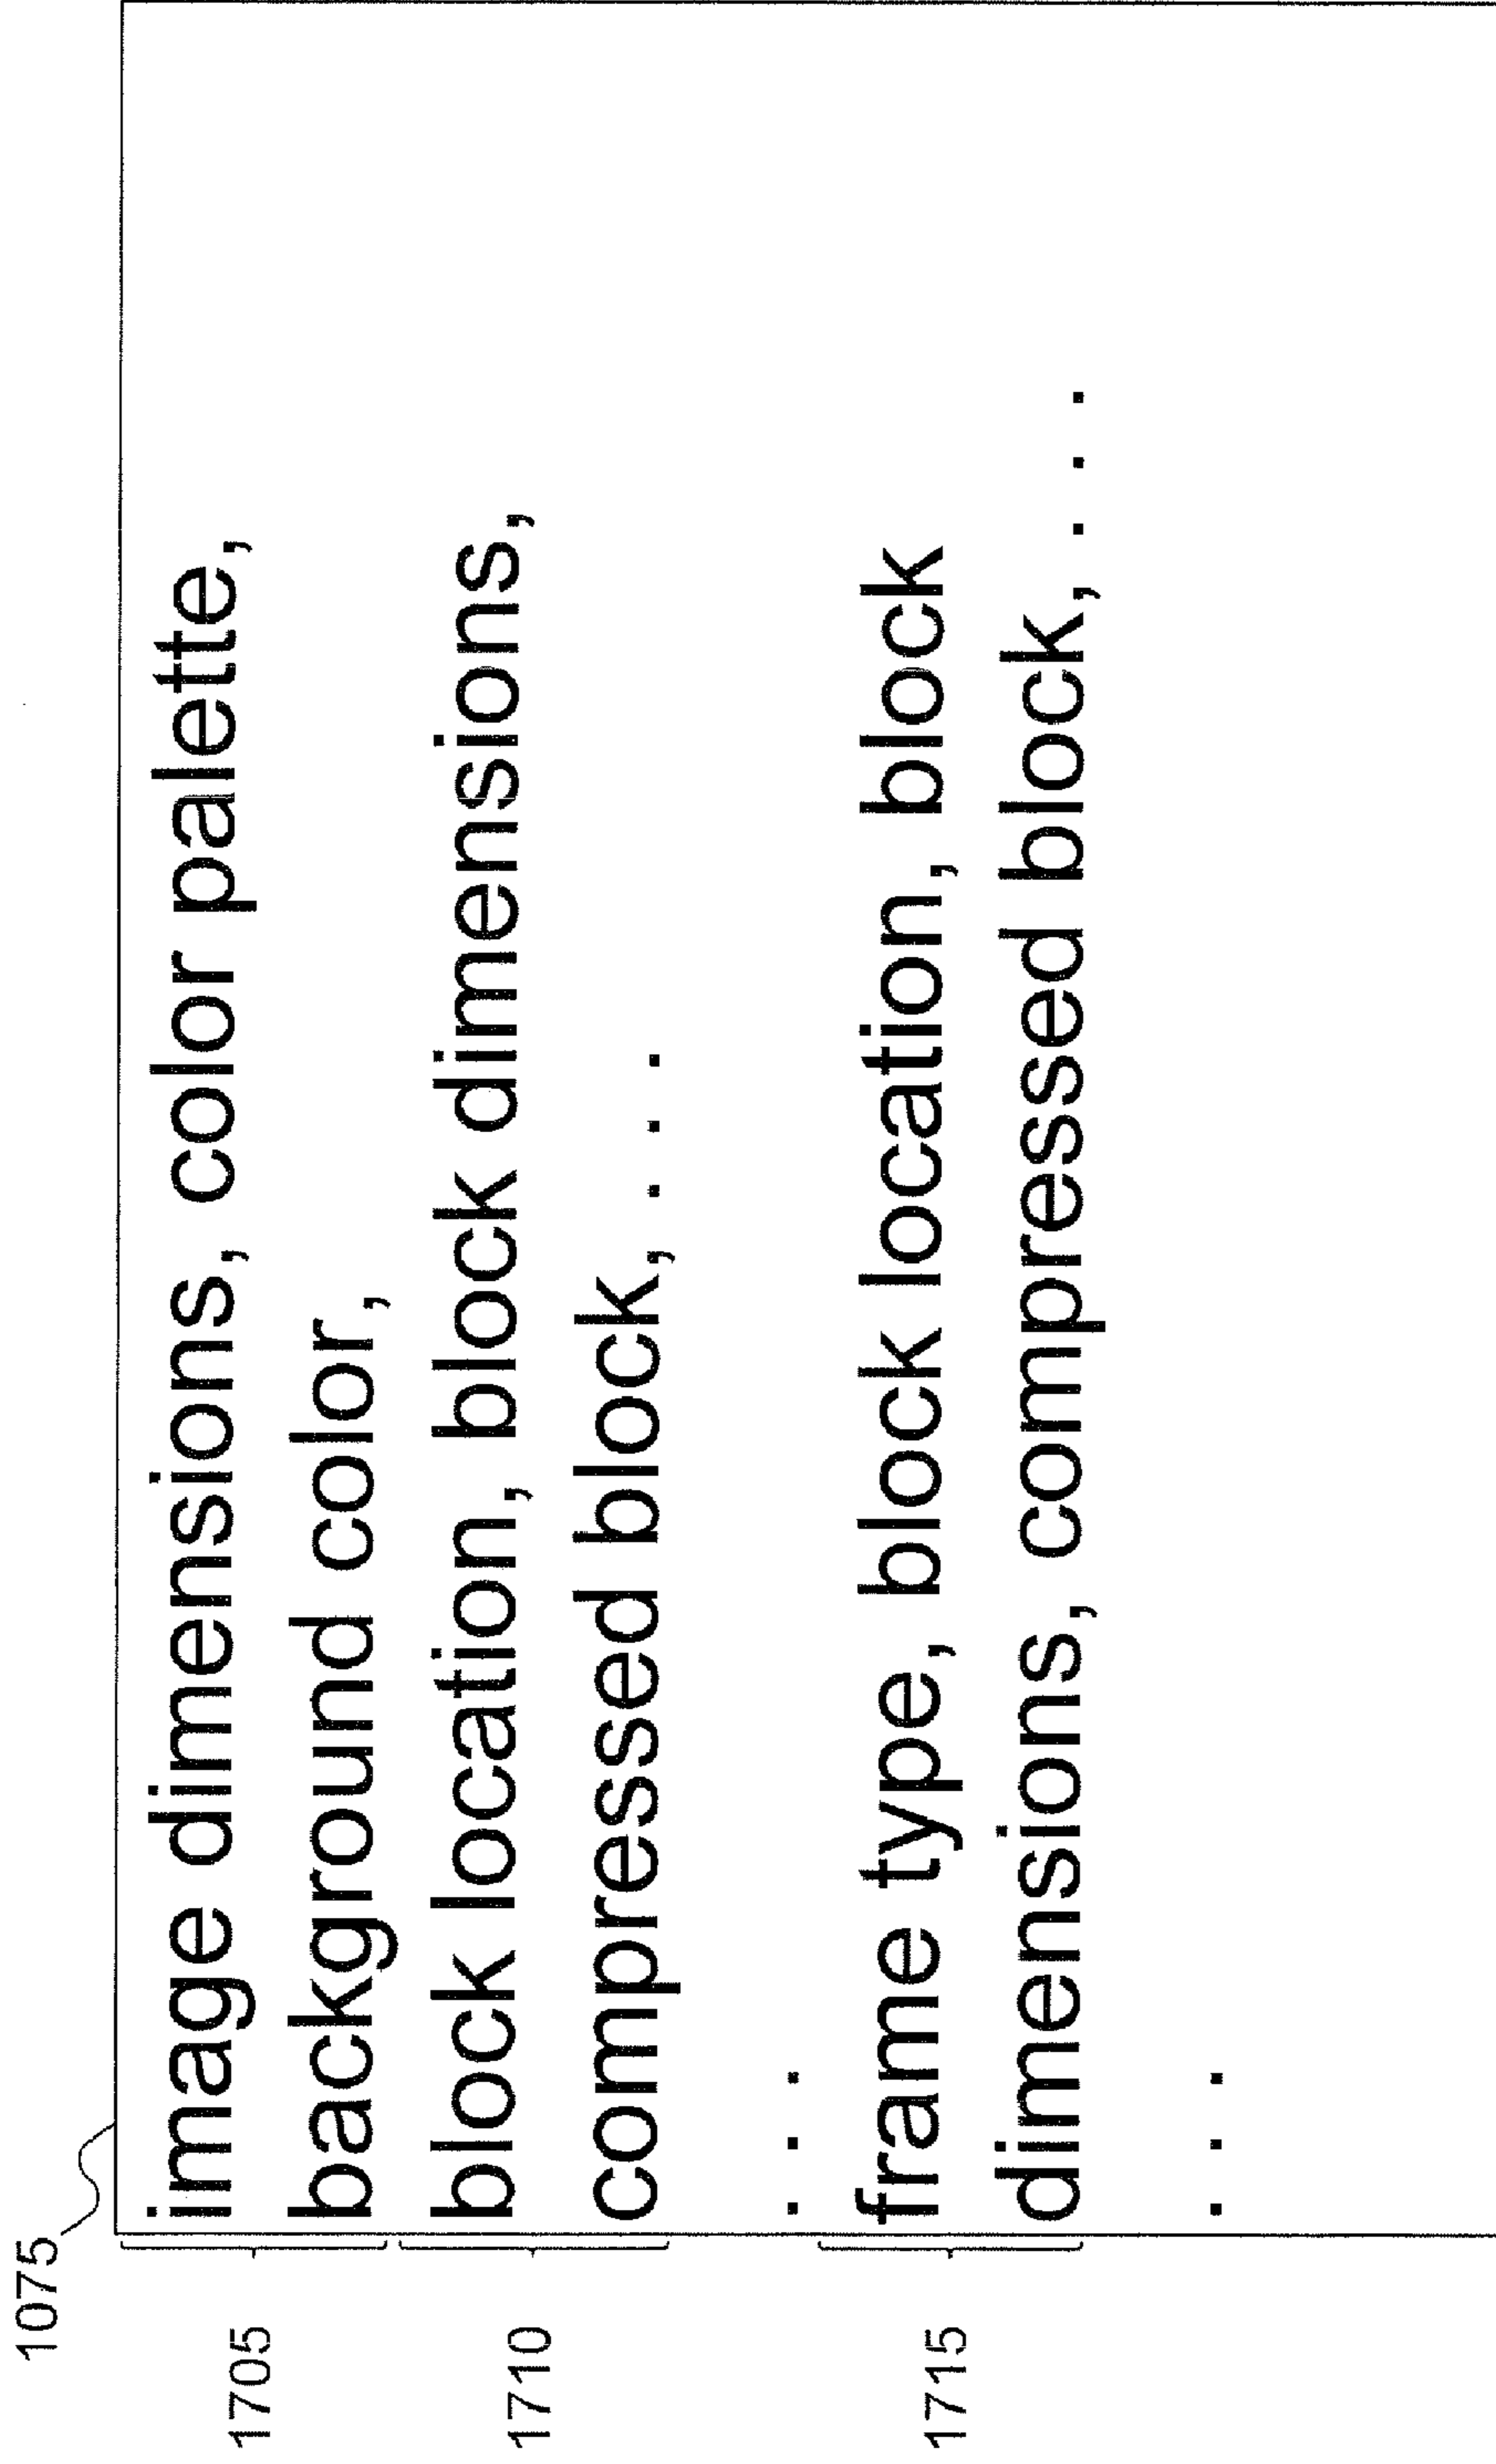 1075
1705
image dimensions, color palette,
background color,
1710
block location, block dimensions,
compressed block, . . .
. . .
1715
frame type, block location, block
dimensions, compressed block, . . .
. . .